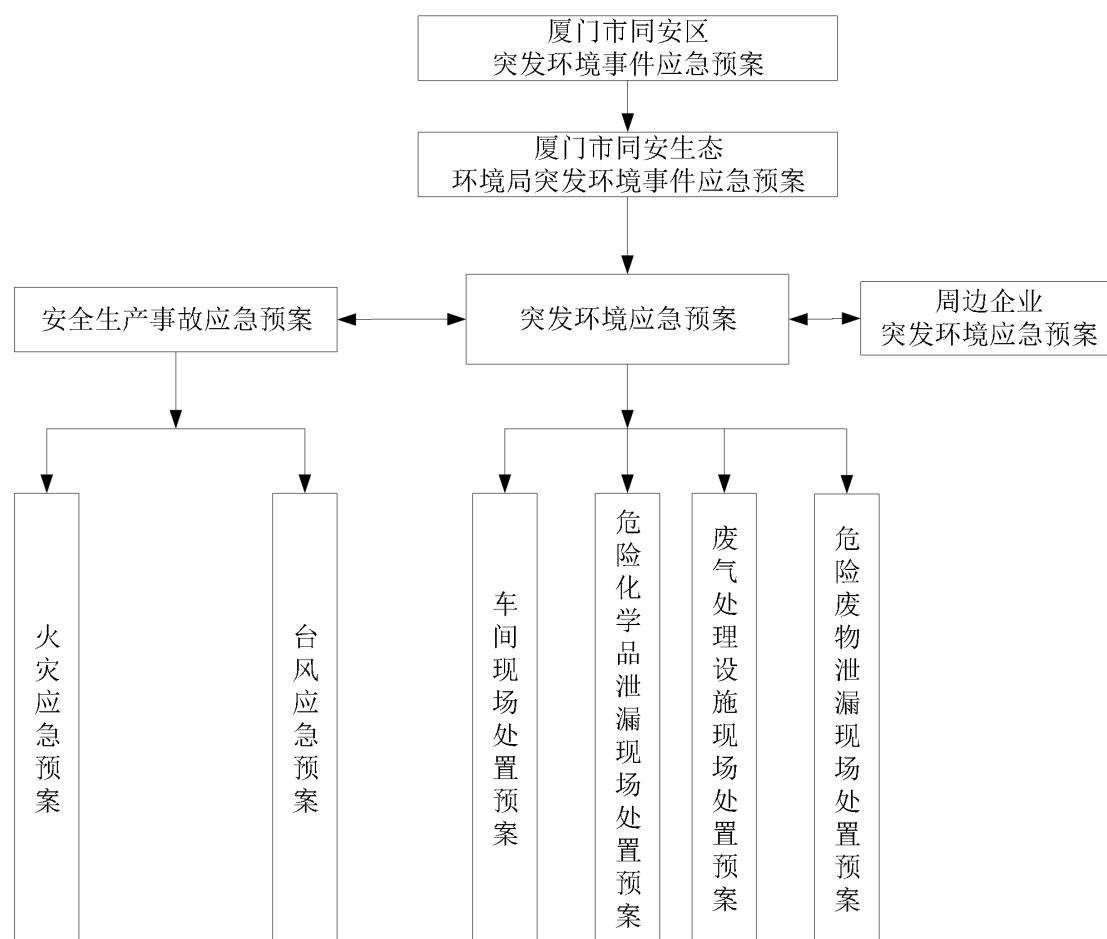 厦门市同安区
突发环境事件应急预案
厦门市同安生态
环境局突发环境事件应急预案
安全生产事故应急预案
突发环境应急预案
周边企业
突发环境应急预案
火灾应急预案
台风应急预案
车间现场处置预案
危险化学品泄漏现场处置预案
废气处理设施现场处置预案
危险废物泄漏现场处置预案